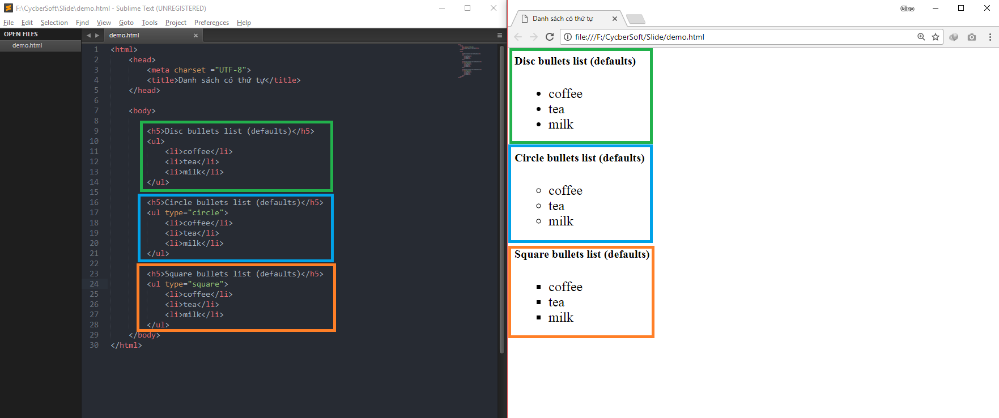 F:\CycberSoft\Slide\demo.html - Sublime Text (UNREGISTERED)
File Edit Selection Find View Goto Tools Project Preferences Help
OPEN FILES
demo.html
demo.html
1 <html>
2 <head>
3 <meta charset ="UTF-8">
4 <title>Danh sách có thứ tự</title>
5 </head>
6
7 <body>
8
9 <h5>Disc bullets list (defaults)</h5>
10 <ul>
11 <li>coffee</li>
12 <li>tea</li>
13 <li>milk</li>
14 </ul>
15
16 <h5>Circle bullets list (defaults)</h5>
17 <ul type="circle">
18 <li>coffee</li>
19 <li>tea</li>
20 <li>milk</li>
21 </ul>
22
23 <h5>Square bullets list (defaults)</h5>
24 <ul type="square">
25 <li>coffee</li>
26 <li>tea</li>
27 <li>milk</li>
28 </ul>
29 </body>
30 </html>
Gino
Danh sách có thứ tự
file:///F:/CycberSoft/Slide/demo.html
Disc bullets list (defaults)
coffee
tea
milk
Circle bullets list (defaults)
coffee
tea
milk
Square bullets list (defaults)
coffee
tea
milk